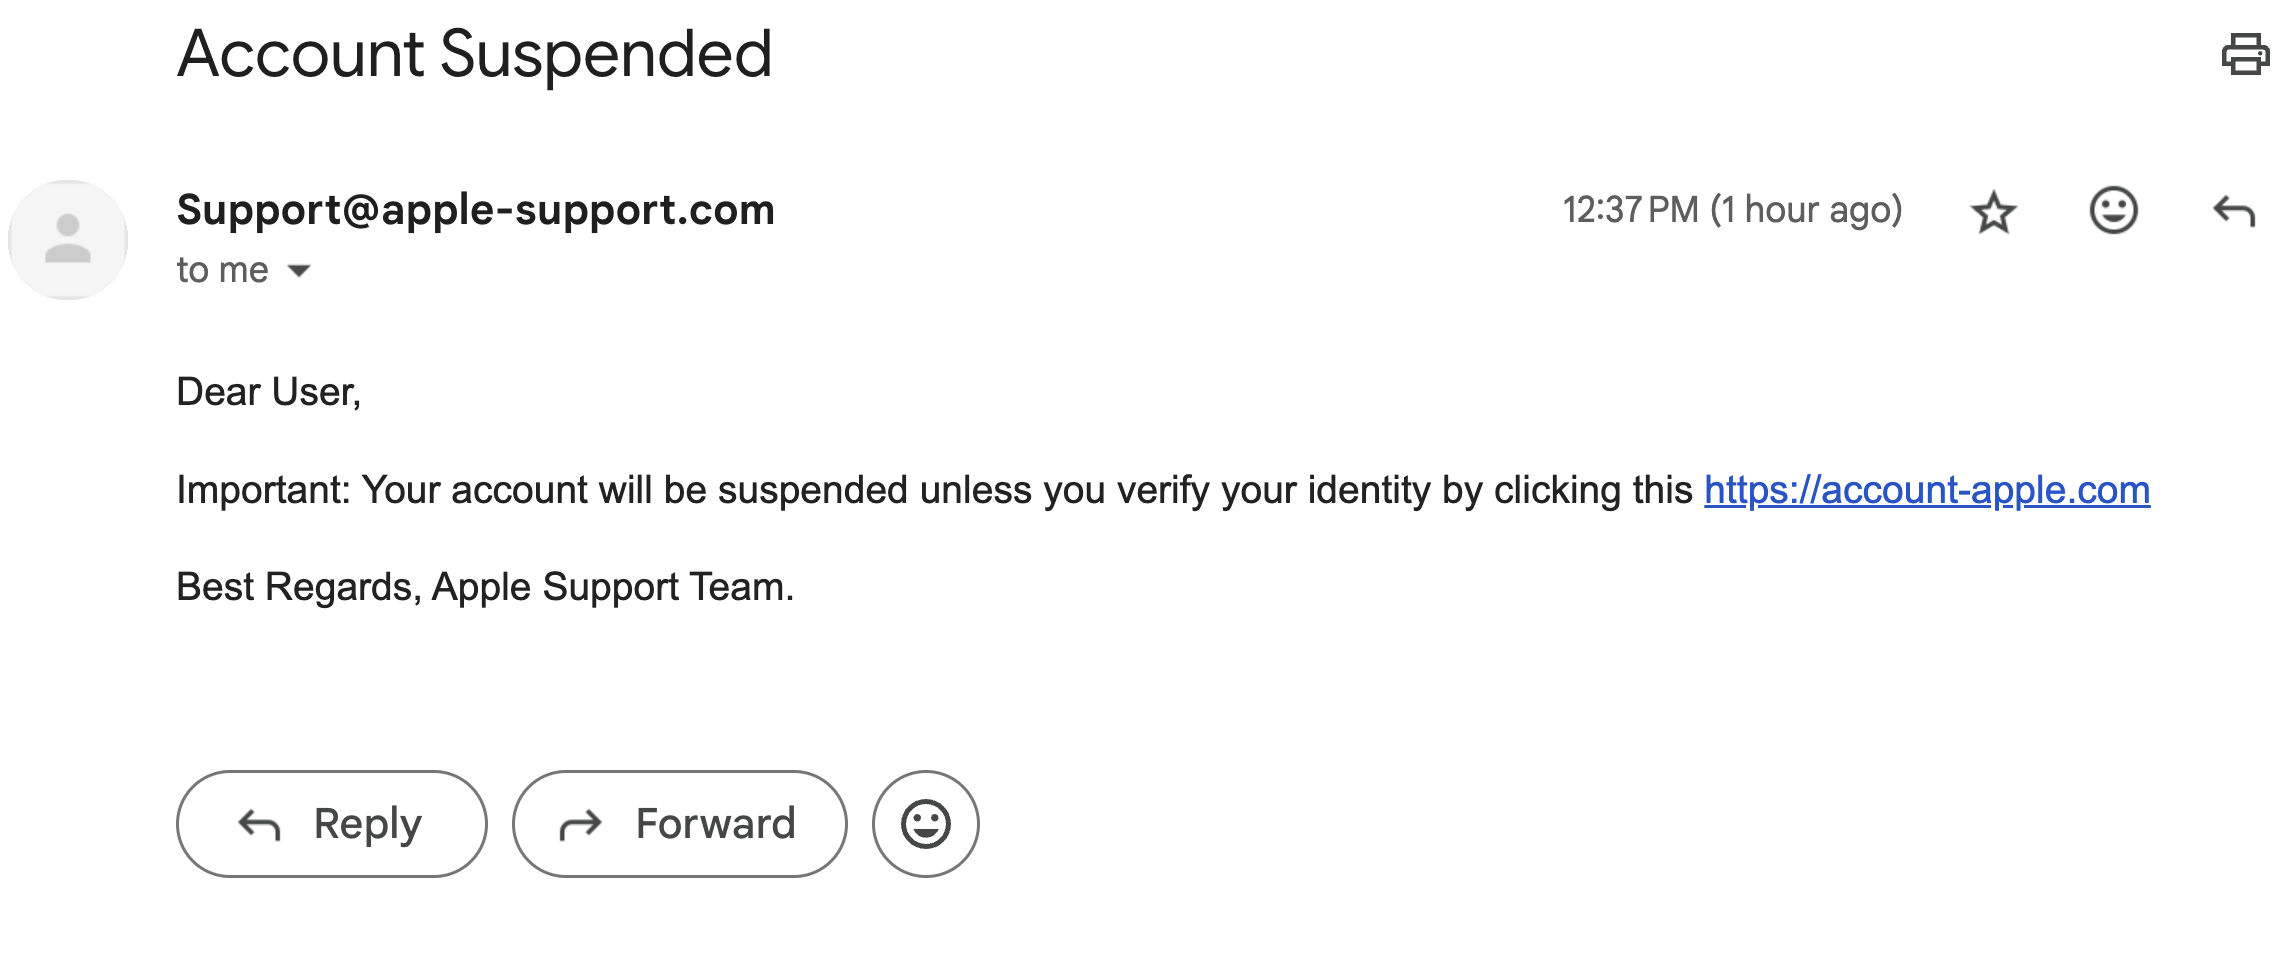 Account Suspended
Support@apple-support.com
12:37 PM (1 hour ago)
to me
Dear User,
Important: Your account will be suspended unless you verify your identity by clicking this https://account-apple.com
Best Regards, Apple Support Team.
Reply
Forward